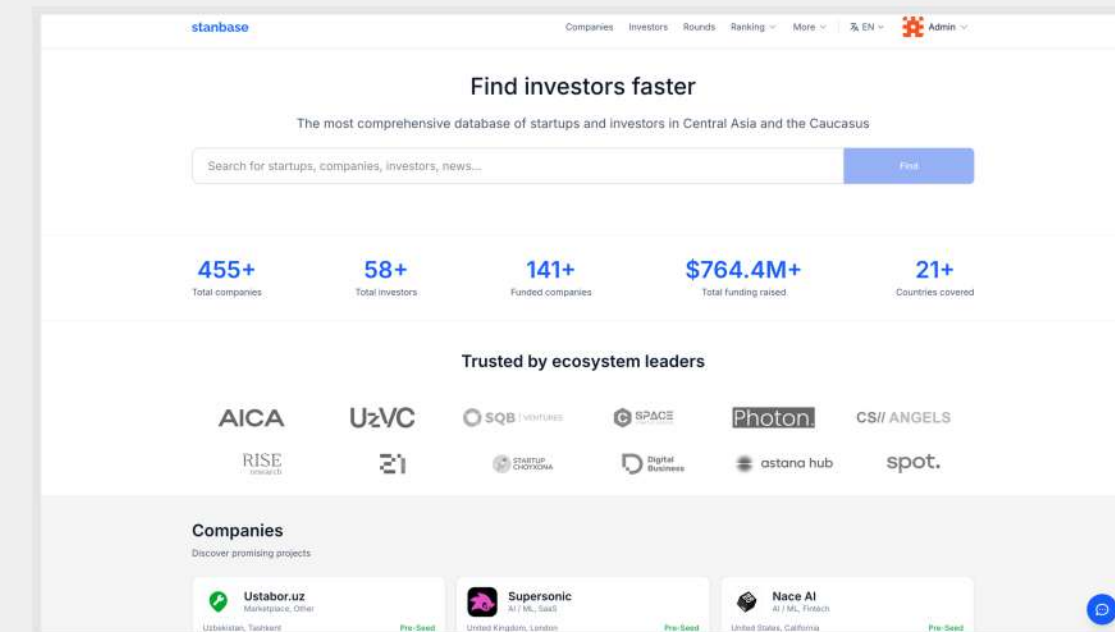 stanbase
Companies Investors Rounds Ranking More EN Admin
Find investors faster
The most comprehensive database of startups and investors in Central Asia and the Caucasus
Search for startups, companies, investors, news...
Find
455+ 58+ 141+ $764.4M+ 21+
Total companies Total investors Funded companies Total funding raised Countries covered
Trusted by ecosystem leaders
AICA UzVC SQB VENTURES SPACE Photon. CS// ANGELS
RISE research 21 STARTUP CHOYXONA Digital Business astana hub spot.
Companies
Discover promising projects
Ustabor.uz Supersonic Nace AI
Marketplace, Other AI / ML, SaaS AI / ML, Fintech
Uzbekistan, Tashkent Pre-Seed United Kingdom, London Pre-Seed United States, California Pre-Seed